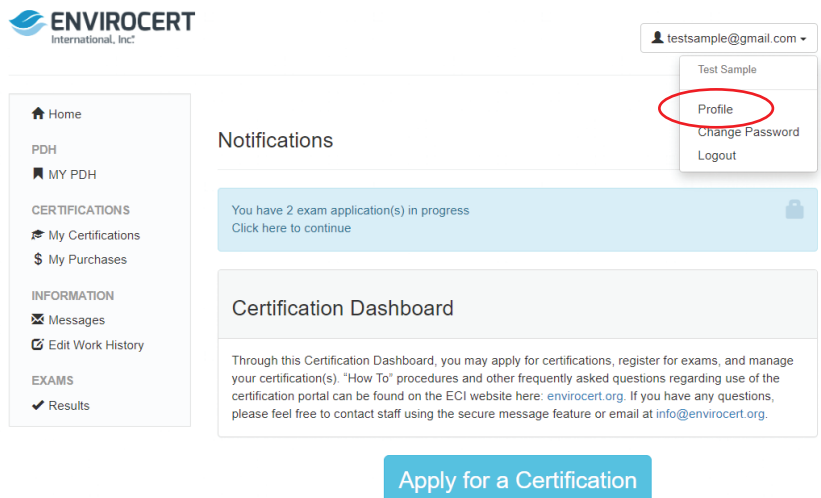 ENVIROCERT
International, Inc.
testsample@gmail.com
Test Sample
Profile
Change Password
Logout
Home
PDH
MY PDH
CERTIFICATIONS
My Certifications
$ My Purchases
INFORMATION
Messages
Edit Work History
EXAMS
Results
Notifications
You have 2 exam application(s) in progress
Click here to continue
Certification Dashboard
Through this Certification Dashboard, you may apply for certifications, register for exams, and manage
your certification(s). “How To” procedures and other frequently asked questions regarding use of the
certification portal can be found on the ECI website here: envirocert.org. If you have any questions,
please feel free to contact staff using the secure message feature or email at info@envirocert.org.
Apply for a Certification